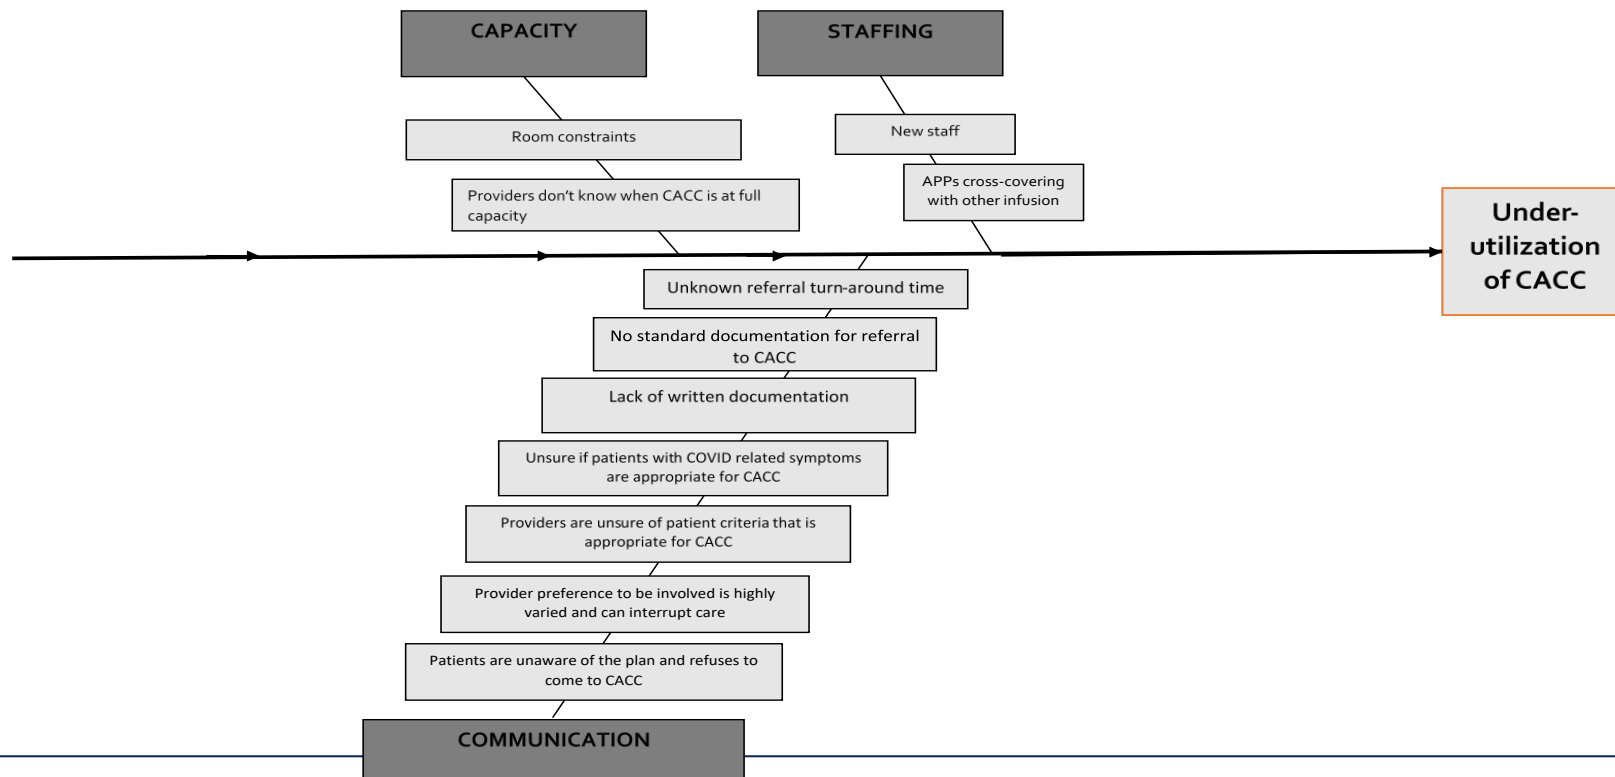 CAPACITY
STAFFING
Room constraints
New staff
Providers don't know when CACC is at full
capacity
APPs cross-covering
with other infusion
Under-
utilization
of CACC
Unknown referral turn-around time
No standard documentation for referral
to CACC
Lack of written documentation
Unsure if patients with COVID related symptoms
are appropriate for CACC
Providers are unsure of patient criteria that is
appropriate for CACC
Provider preference to be involved is highly
varied and can interrupt care
Patients are unaware of the plan and refuses to
come to CACC
COMMUNICATION